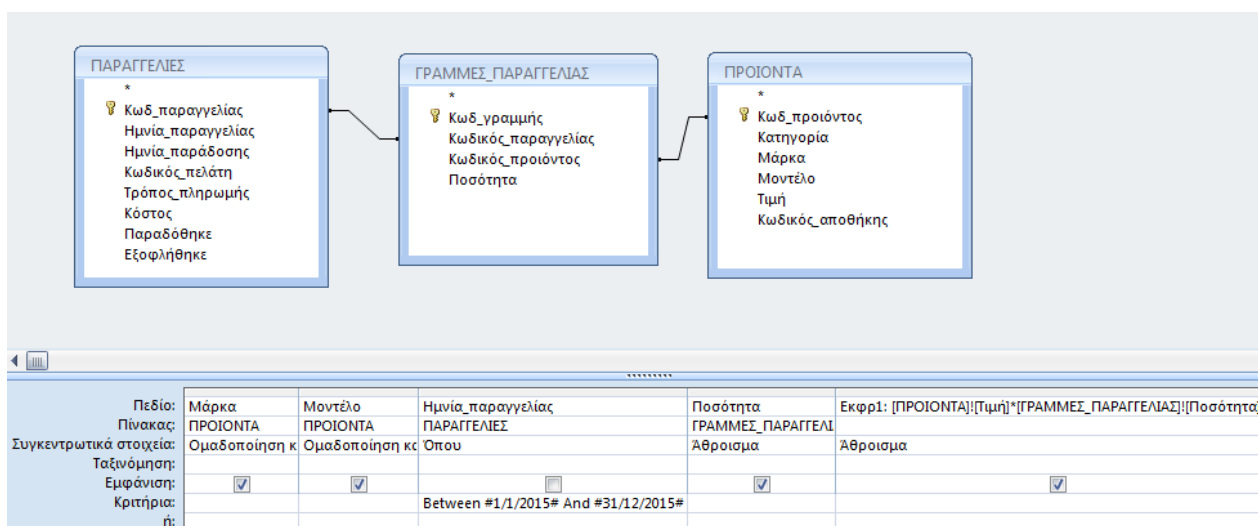 ΠΑΡΑΓΓΕΛΙΕΣ
*
Κωδ_παραγγελίας
Ημνία_παραγγελίας
Ημνία_παράδοσης
Κωδικός_πελάτη
Τρόπος_πληρωμής
Κόστος
Παραδόθηκε
Εξοφλήθηκε
ΓΡΑΜΜΕΣ_ΠΑΡΑΓΓΕΛΙΑΣ
*
Κωδ_γραμμής
Κωδικός_παραγγελίας
Κωδικός_προιόντος
Ποσότητα
ΠΡΟΙΟΝΤΑ
*
Κωδ_προιόντος
Κατηγορία
Μάρκα
Μοντέλο
Τιμή
Κωδικός_αποθήκης
Πεδίο: Μάρκα Μοντέλο Ημνία_παραγγελίας Ποσότητα Εκφρ1: [ΠΡΟΙΟΝΤΑ]![Τιμή]*[ΓΡΑΜΜΕΣ_ΠΑΡΑΓΓΕΛΙΑΣ]![Ποσότητα]
Πίνακας: ΠΡΟΙΟΝΤΑ ΠΡΟΙΟΝΤΑ ΠΑΡΑΓΓΕΛΙΕΣ ΓΡΑΜΜΕΣ_ΠΑΡΑΓΓΕΛΙ
Συγκεντρωτικά στοιχεία: Ομαδοποίηση κ Ομαδοποίηση κα Όπου Άθροισμα Άθροισμα
Ταξινόμηση:
Εμφάνιση:
Κριτήρια: Between #1/1/2015# And #31/12/2015#
ή: